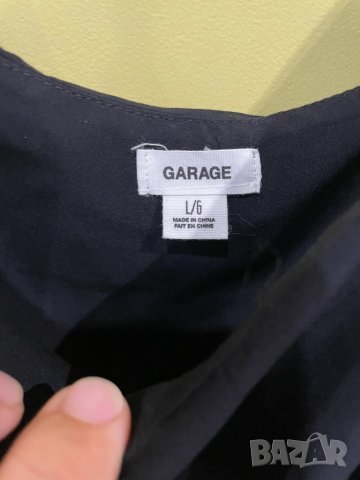 GARAGE
L/G
MADE IN CHINA
FAIT EN CHINE
BAZAR